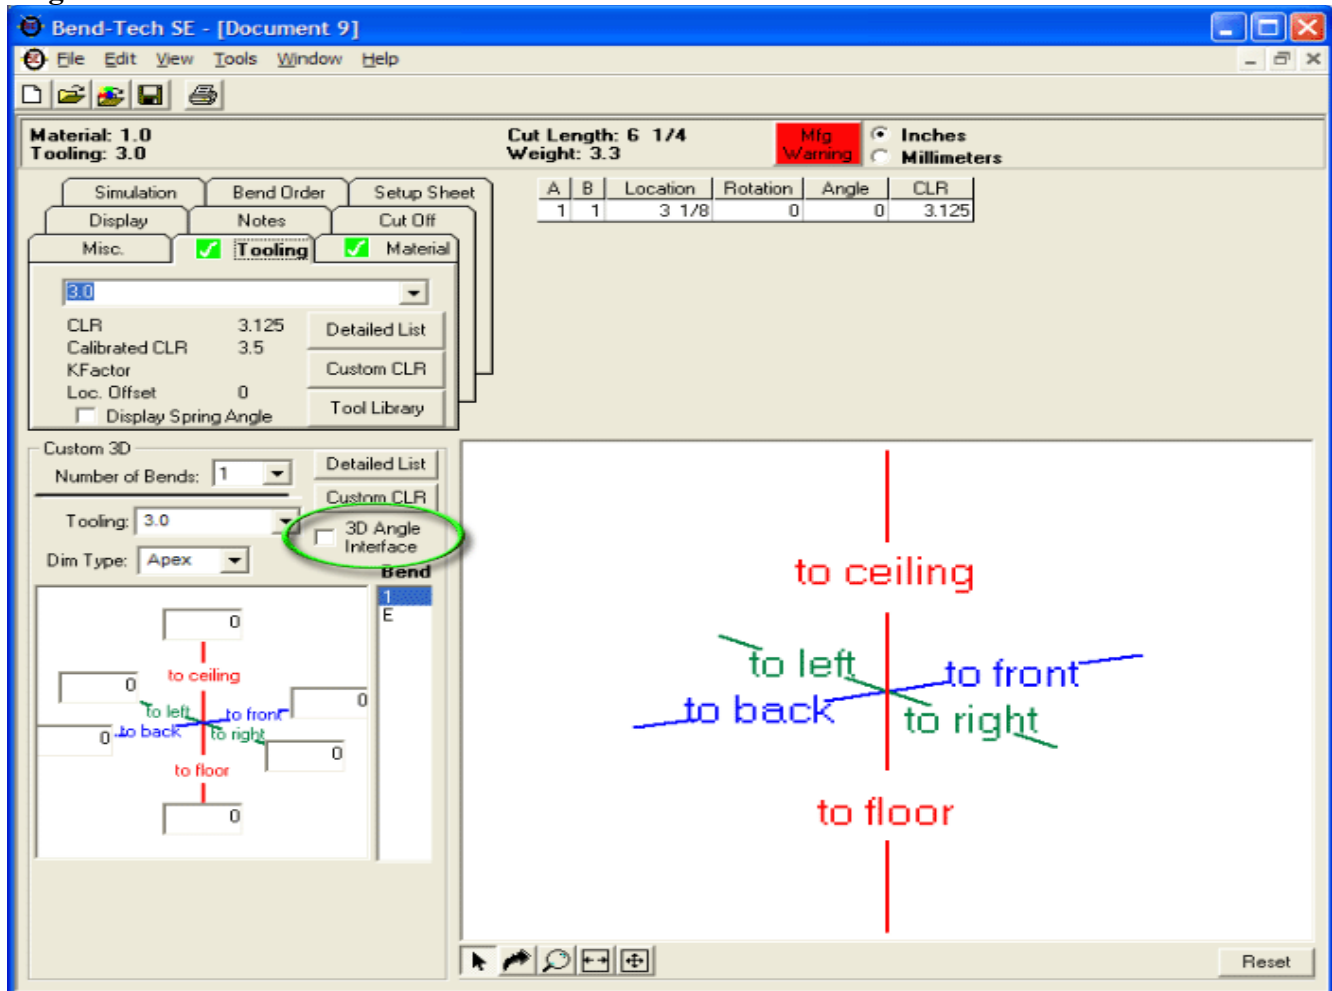 Bend-Tech SE - [Document 9]
File Edit View Tools Window Help
Material: 1.0
Tooling: 3.0
Cut Length: 6 1/4
Weight: 3.3
Mfg
Warning
Inches
Millimeters
Simulation Bend Order Setup Sheet
Display Notes Cut Off
Misc. Tooling Material
A B Location Rotation Angle CLR
1 1 3 1/8 0 0 3.125
3.0
CLR 3.125 Detailed List
Calibrated CLR 3.5
KFactor Custom CLR
Loc. Offset 0
Display Spring Angle Tool Library
Custom 3D
Number of Bends: 1 Detailed List
Custom CLR
Tooling: 3.0
3D Angle
Interface
Dim Type: Apex
Bend
1
E
0
to ceiling
0
0
to left to front
0 to back to right
0
to floor
0
to ceiling
to left to front
to back to right
to floor
Reset